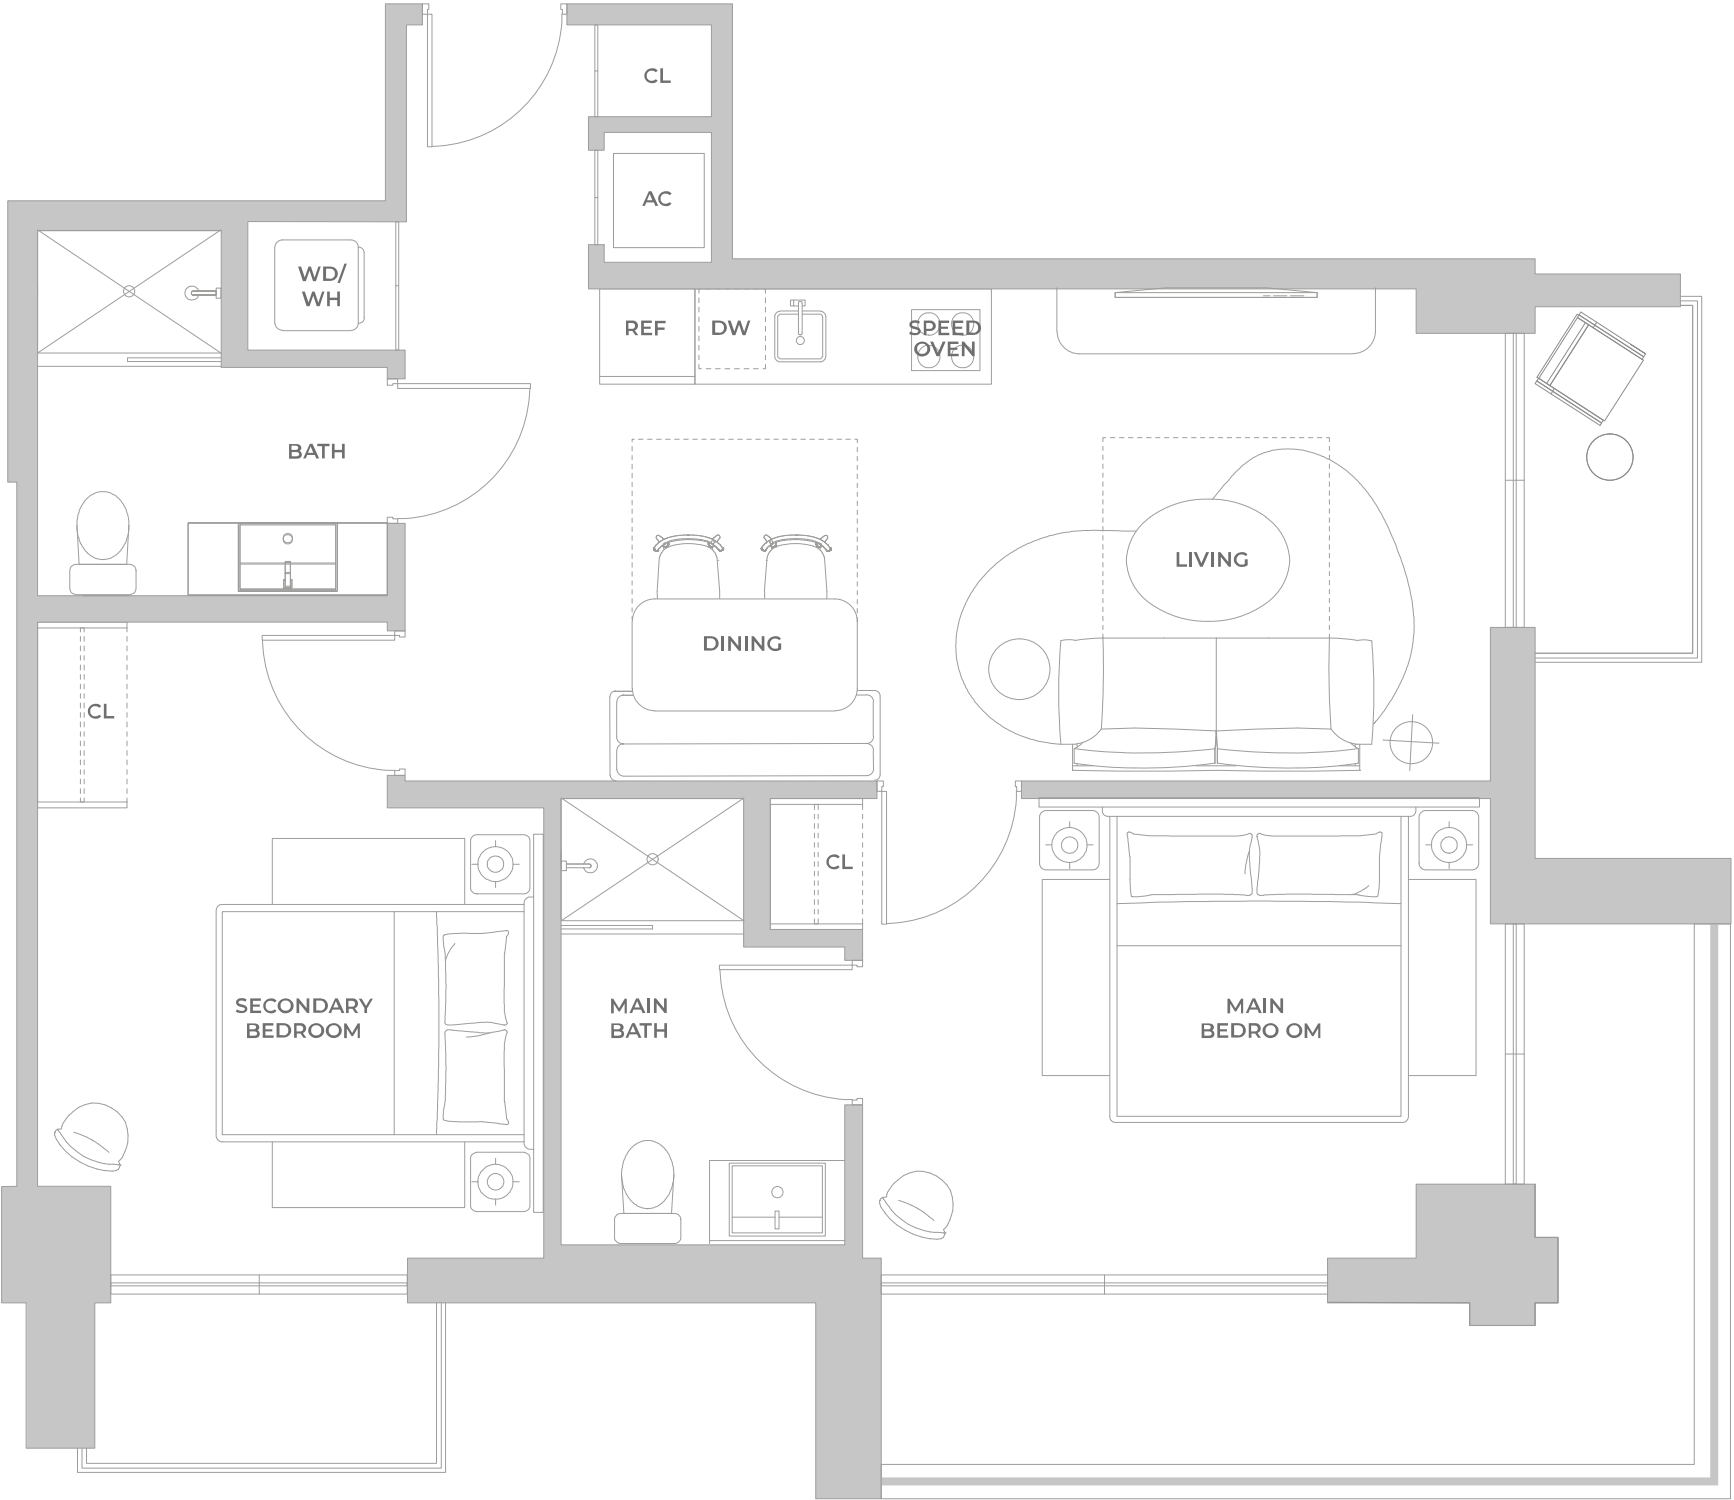 CL
AC
WD/
WH
REF
DW
SPEED
OVEN
BATH
LIVING
DINING
CL
CL
SECONDARY
BEDROOM
MAIN
BATH
MAIN
BEDRO OM